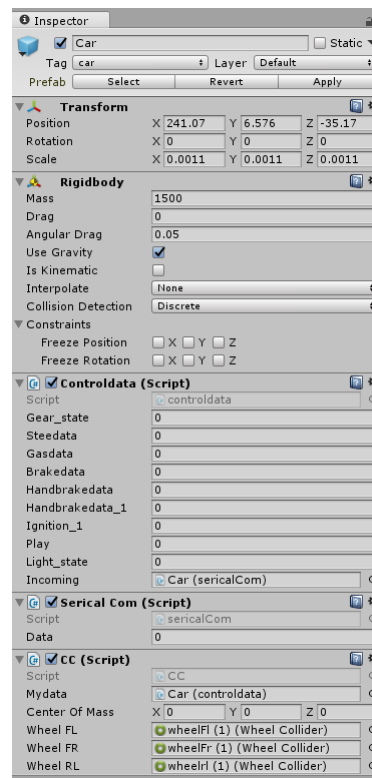 Inspector
Car Static
Tag car Layer Default
Prefab Select Revert Apply
Transform
Position X 241.07 Y 6.576 Z -35.17
Rotation X 0 Y 0 Z 0
Scale X 0.0011 Y 0.0011 Z 0.0011
Rigidbody
Mass 1500
Drag 0
Angular Drag 0.05
Use Gravity
Is Kinematic
Interpolate None
Collision Detection Discrete
Constraints
Freeze Position X Y Z
Freeze Rotation X Y Z
Controldata (Script)
Script controldata
Gear_state 0
Steedata 0
Gasdata 0
Brakedata 0
Handbrakedata 0
Handbrakedata_1 0
Ignition_1 0
Play 0
Light_state 0
Incoming Car (sericalCom)
Serical Com (Script)
Script sericalCom
Data 0
CC (Script)
Script CC
Mydata Car (controldata)
Center Of Mass X 0 Y 0 Z 0
Wheel FL wheelFl (1) (Wheel Collider)
Wheel FR wheelFr (1) (Wheel Collider)
Wheel RL wheelrl (1) (Wheel Collider)